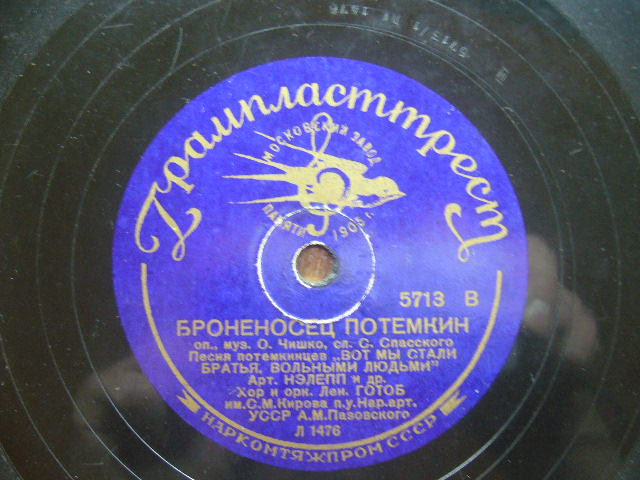 Грампласттрест
МОСКОВСКИЙ ЗАВОД
ПАМЯТИ 1905 г.
5713 В
БРОНЕНОСЕЦ ПОТЕМКИН
оп., муз. О. Чишко, сл. С. Спасского
Песня потемкинцев „ВОТ МЫ СТАЛИ
БРАТЬЯ, ВОЛЬНЫМИ ЛЮДЬМИ"
Арт. НЭЛЕПП и др.
Хор и орк. Лен. ГОТОБ
им. С. М. Кирова п. у. Нар. арт.
УССР А. М. Пазовского
Л 1476
НАРКОМТЯЖПРОМ СССР